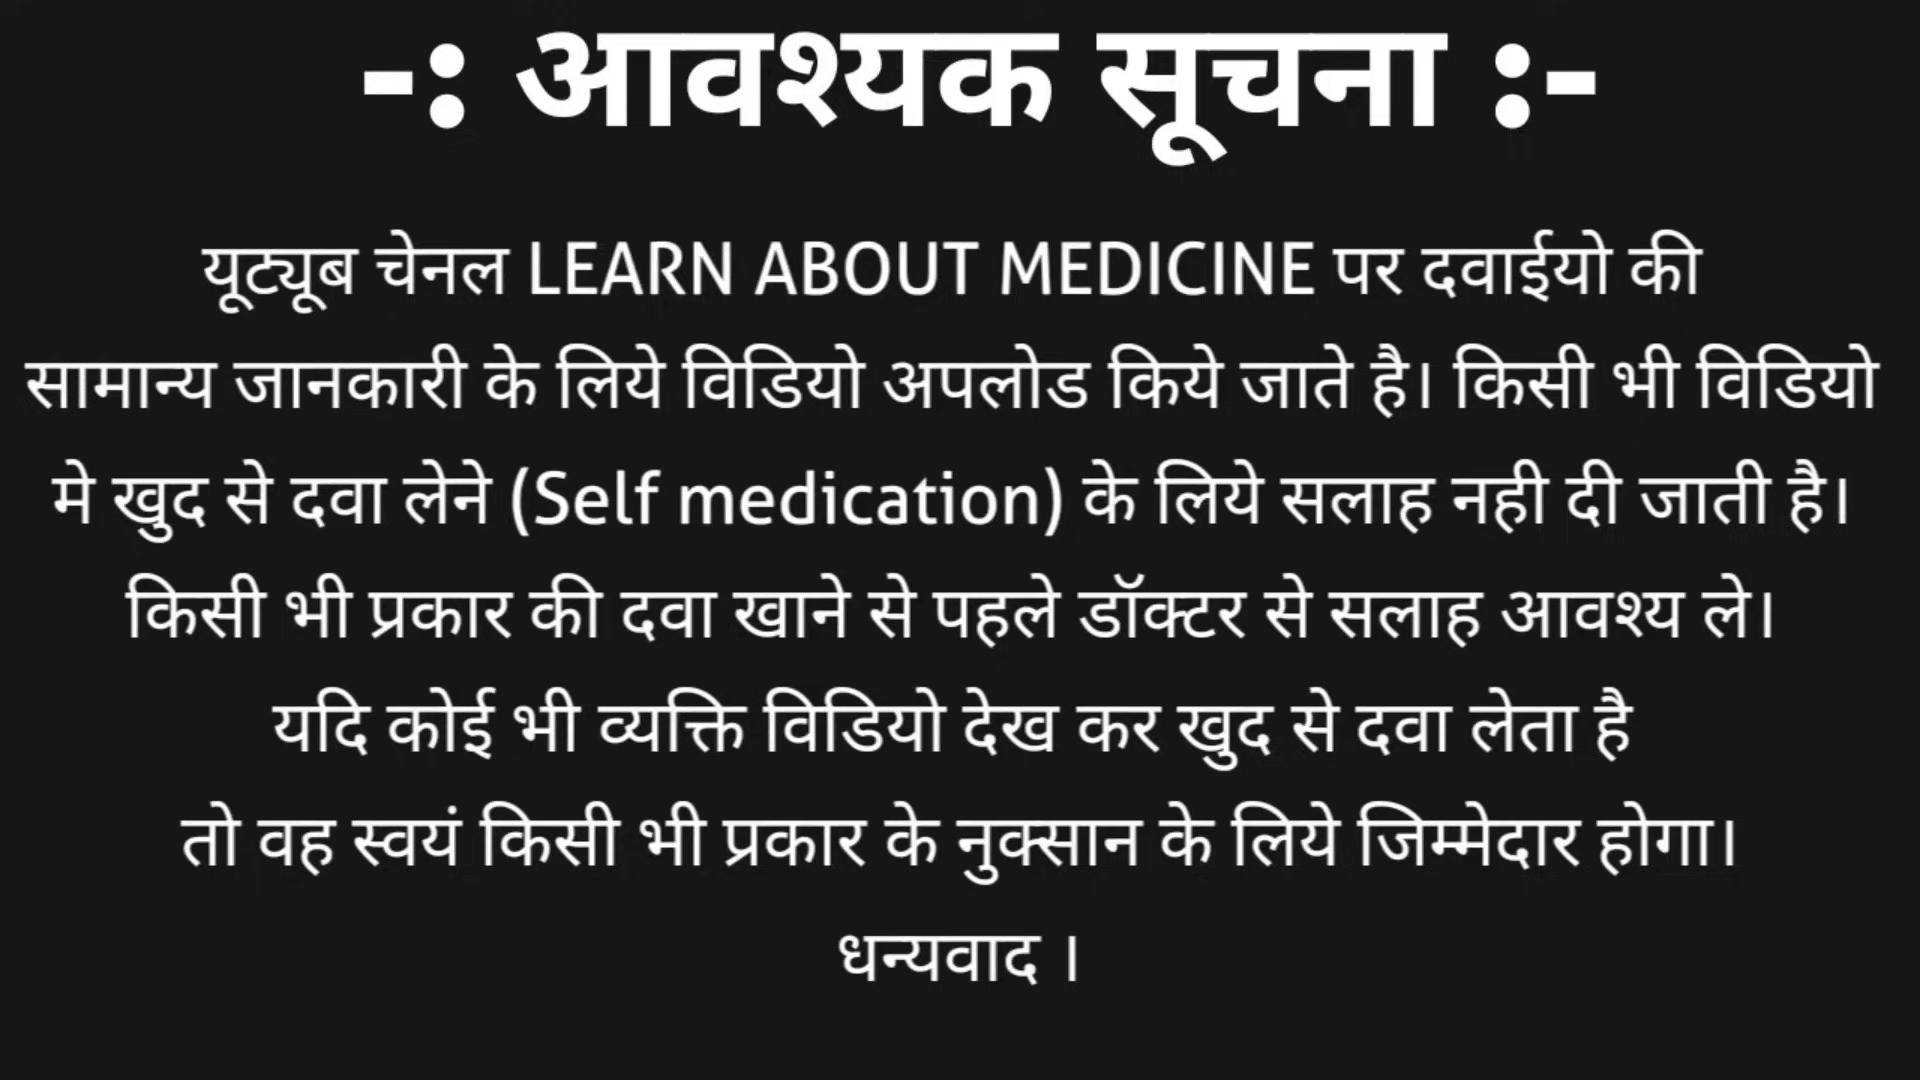 -: आवश्यक सूचना :-
यूट्यूब चेनल LEARN ABOUT MEDICINE पर दवाईयो की
सामान्य जानकारी के लिये विडियो अपलोड किये जाते है। किसी भी विडियो
मे खुद से दवा लेने (Self medication) के लिये सलाह नही दी जाती है।
किसी भी प्रकार की दवा खाने से पहले डॉक्टर से सलाह आवश्य ले।
यदि कोई भी व्यक्ति विडियो देख कर खुद से दवा लेता है
तो वह स्वयं किसी भी प्रकार के नुक्सान के लिये जिम्मेदार होगा।
धन्यवाद ।